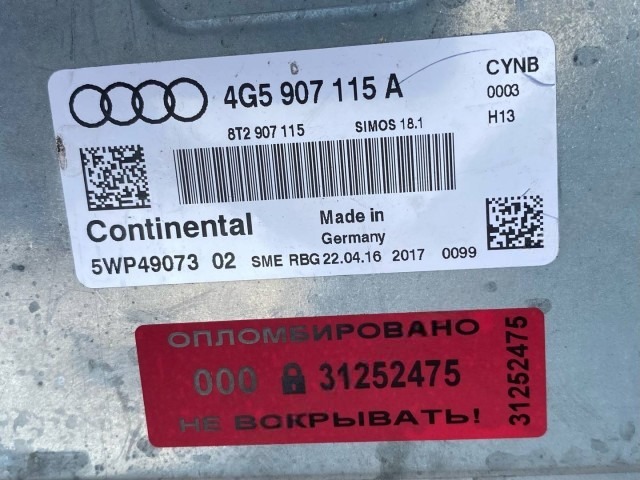 4G5 907 115 A
CYNB
0003
H13
8T2 907 115 SIMOS 18.1
Continental
Made in
Germany
5WP49073 02 SME RBG 22.04.16 2017 0099
ОПЛОМБИРОВАНО
000 31252475
НЕ ВСКРЫВАТЬ!
31252475